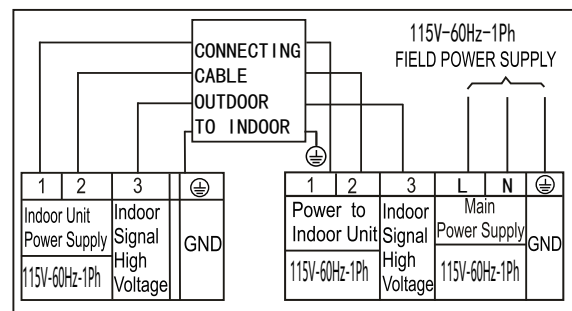 115V-60Hz-1Ph
FIELD POWER SUPPLY
CONNECTING
CABLE
OUTDOOR
TO INDOOR
1 2 3
Indoor Unit
Power Supply
115V-60Hz-1Ph
Indoor
Signal
High
Voltage
GND
1 2 3 L N
Power to
Indoor Unit
115V-60Hz-1Ph
Indoor
Signal
High
Voltage
Main
Power Supply
115V-60Hz-1Ph
GND